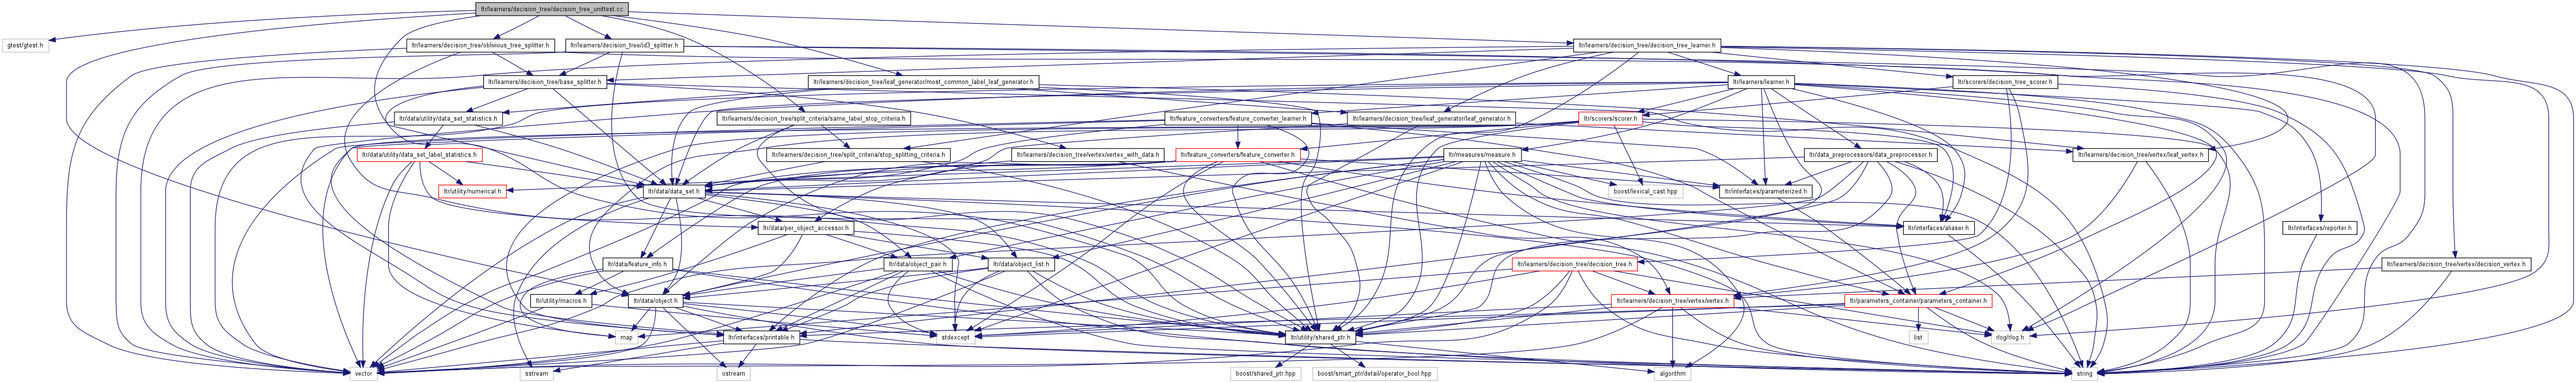 ltr/learners/decision_tree/decision_tree_unittest.cc
gtest/gtest.h
ltr/learners/decision_tree/oblivious_tree_splitter.h
ltr/learners/decision_tree/id3_splitter.h
ltr/learners/decision_tree/decision_tree_learner.h
ltr/learners/decision_tree/base_splitter.h
ltr/learners/decision_tree/leaf_generator/most_common_label_leaf_generator.h
ltr/learners/learner.h
ltr/scorers/decision_tree_scorer.h
ltr/data/utility/data_set_statistics.h
ltr/learners/decision_tree/split_criteria/same_label_stop_criteria.h
ltr/feature_converters/feature_converter_learner.h
ltr/learners/decision_tree/leaf_generator/leaf_generator.h
ltr/scorers/scorer.h
ltr/data/utility/data_set_label_statistics.h
ltr/learners/decision_tree/split_criteria/stop_splitting_criteria.h
ltr/learners/decision_tree/vertex/vertex_with_data.h
ltr/feature_converters/feature_converter.h
ltr/measures/measure.h
ltr/data_preprocessors/data_preprocessor.h
ltr/learners/decision_tree/vertex/leaf_vertex.h
ltr/utility/numerical.h
ltr/data/data_set.h
boost/lexical_cast.hpp
ltr/interfaces/parameterized.h
ltr/data/per_object_accessor.h
ltr/interfaces/aliaser.h
ltr/interfaces/reporter.h
ltr/data/feature_info.h
ltr/data/object_pair.h
ltr/data/object_list.h
ltr/learners/decision_tree/decision_tree.h
ltr/learners/decision_tree/vertex/decision_vertex.h
ltr/utility/macros.h
ltr/data/object.h
ltr/learners/decision_tree/vertex/vertex.h
ltr/parameters_container/parameters_container.h
map
ltr/interfaces/printable.h
stdexcept
ltr/utility/shared_ptr.h
list
rlog/rlog.h
vector
sstream
ostream
boost/shared_ptr.hpp
boost/smart_ptr/detail/operator_bool.hpp
algorithm
string